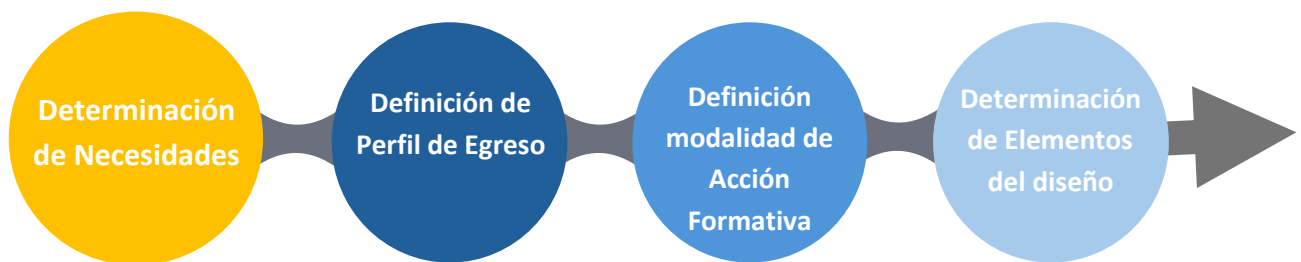 Determinación
de Necesidades
Definición de
Perfil de Egreso
Definición
modalidad de
Acción
Formativa
Determinación
de Elementos
del diseño